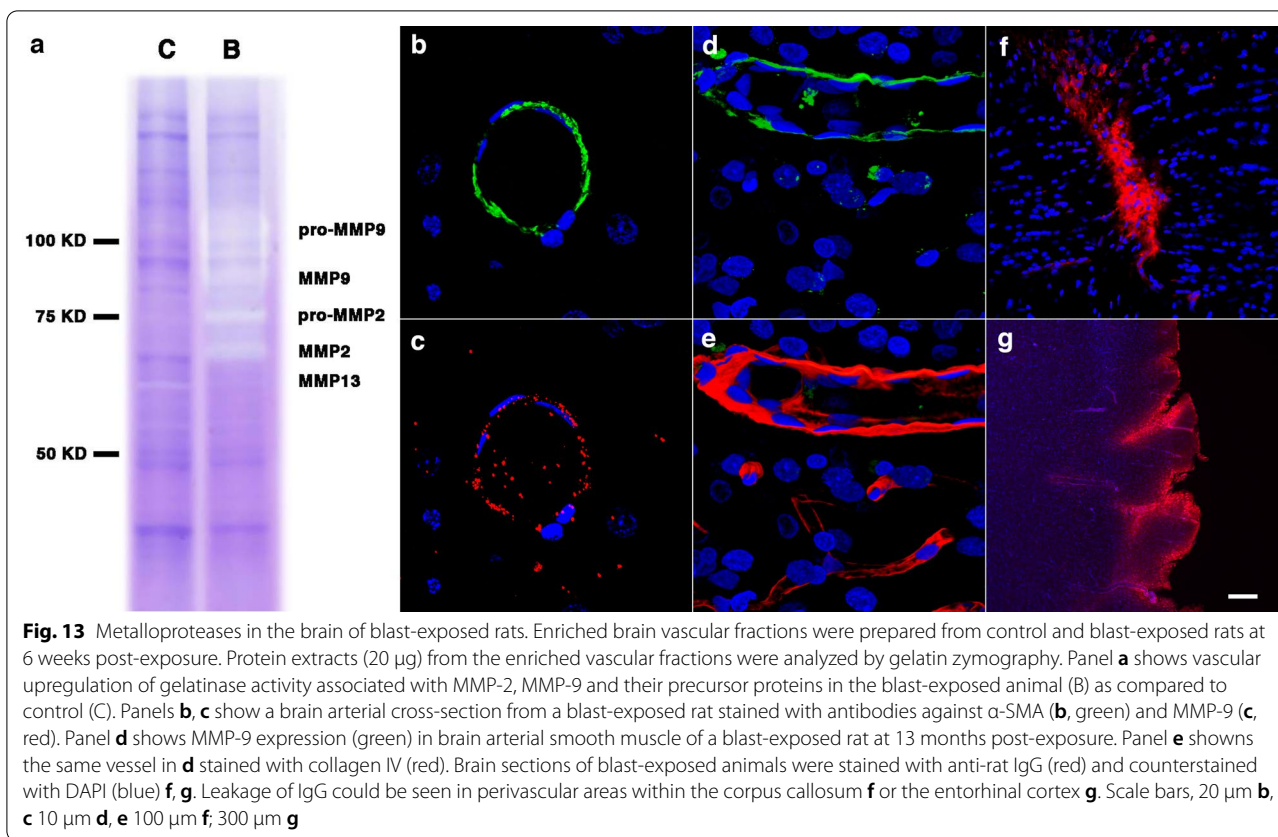 a
C B
b
d
f
pro-MMP9
100 KD
MMP9
pro-MMP2
75 KD
MMP2
c
e
g
MMP13
50 KD
Fig. 13 Metalloproteases in the brain of blast-exposed rats. Enriched brain vascular fractions were prepared from control and blast-exposed rats at
6 weeks post-exposure. Protein extracts (20 μg) from the enriched vascular fractions were analyzed by gelatin zymography. Panel a shows vascular
upregulation of gelatinase activity associated with MMP-2, MMP-9 and their precursor proteins in the blast-exposed animal (B) as compared to
control (C). Panels b, c show a brain arterial cross-section from a blast-exposed rat stained with antibodies against α-SMA (b, green) and MMP-9 (c,
red). Panel d shows MMP-9 expression (green) in brain arterial smooth muscle of a blast-exposed rat at 13 months post-exposure. Panel e showns
the same vessel in d stained with collagen IV (red). Brain sections of blast-exposed animals were stained with anti-rat IgG (red) and counterstained
with DAPI (blue) f, g. Leakage of IgG could be seen in perivascular areas within the corpus callosum f or the entorhinal cortex g. Scale bars, 20 μm b,
c 10 μm d, e 100 μm f; 300 μm g